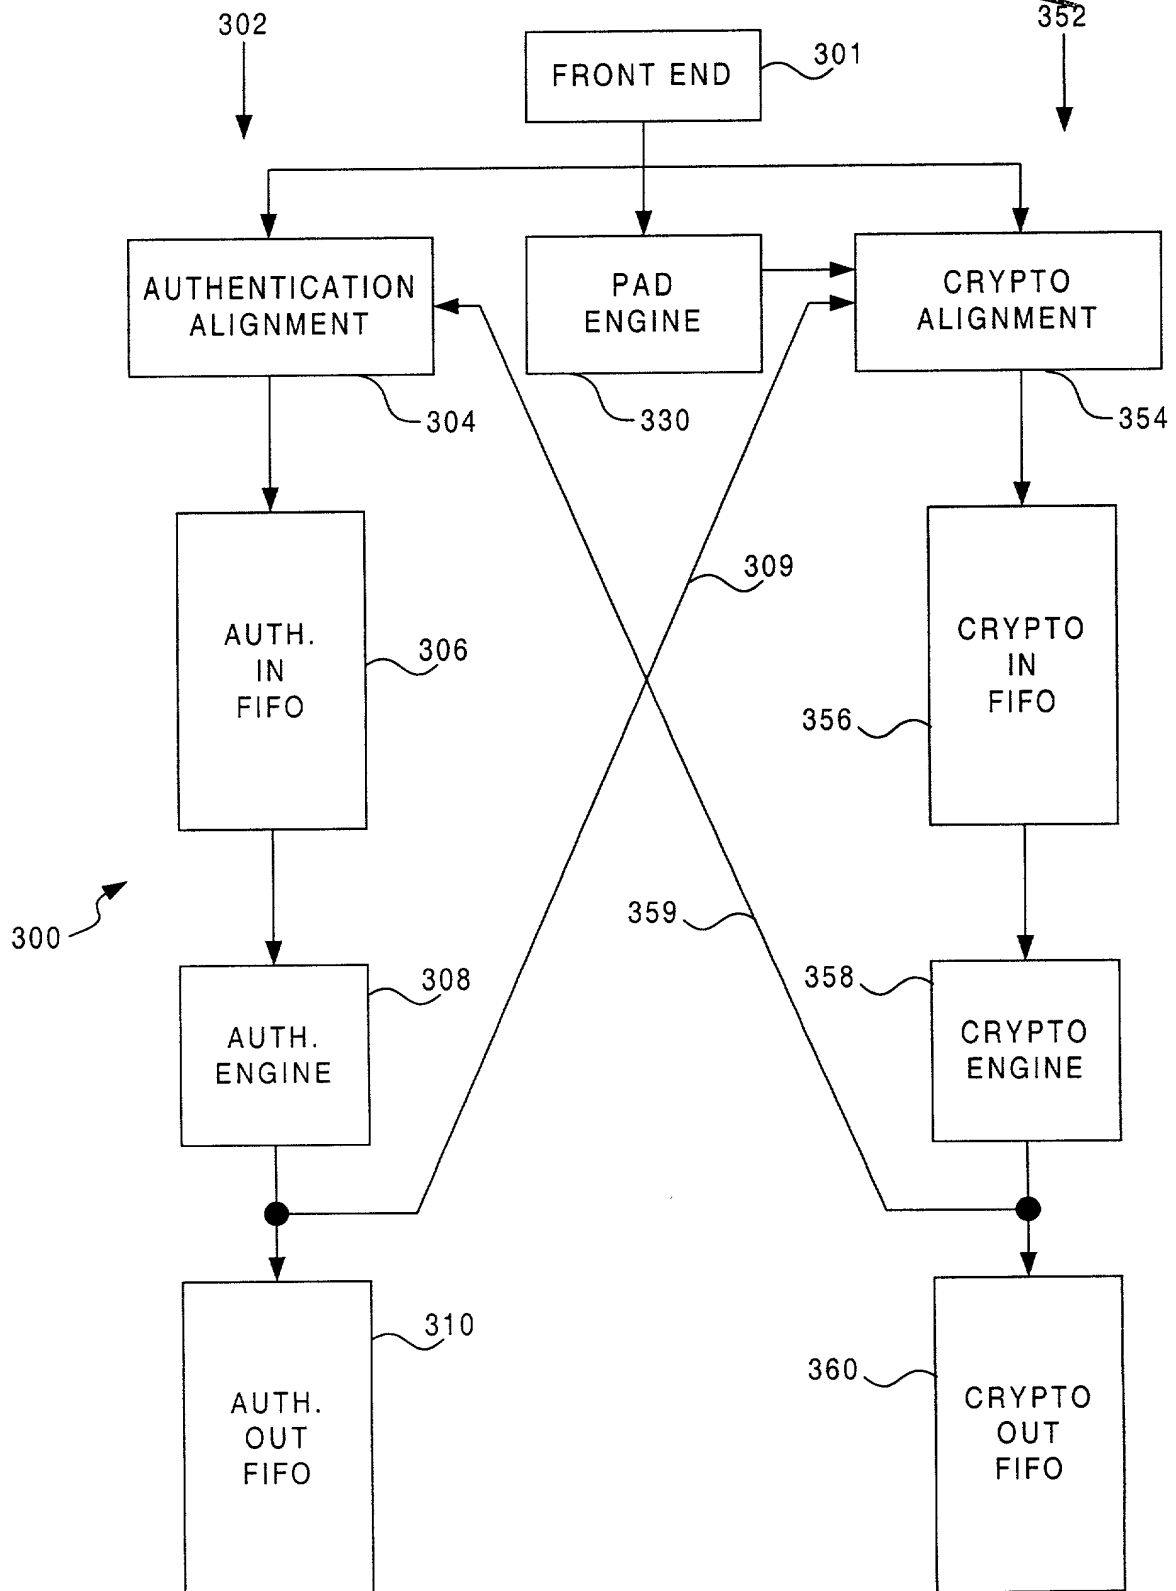 302
352
FRONT END
301
AUTHENTICATION
ALIGNMENT
PAD
ENGINE
CRYPTO
ALIGNMENT
304
330
354
AUTH.
IN
FIFO
306
309
CRYPTO
IN
FIFO
356
300
359
308
358
AUTH.
ENGINE
CRYPTO
ENGINE
310
360
AUTH.
OUT
FIFO
CRYPTO
OUT
FIFO